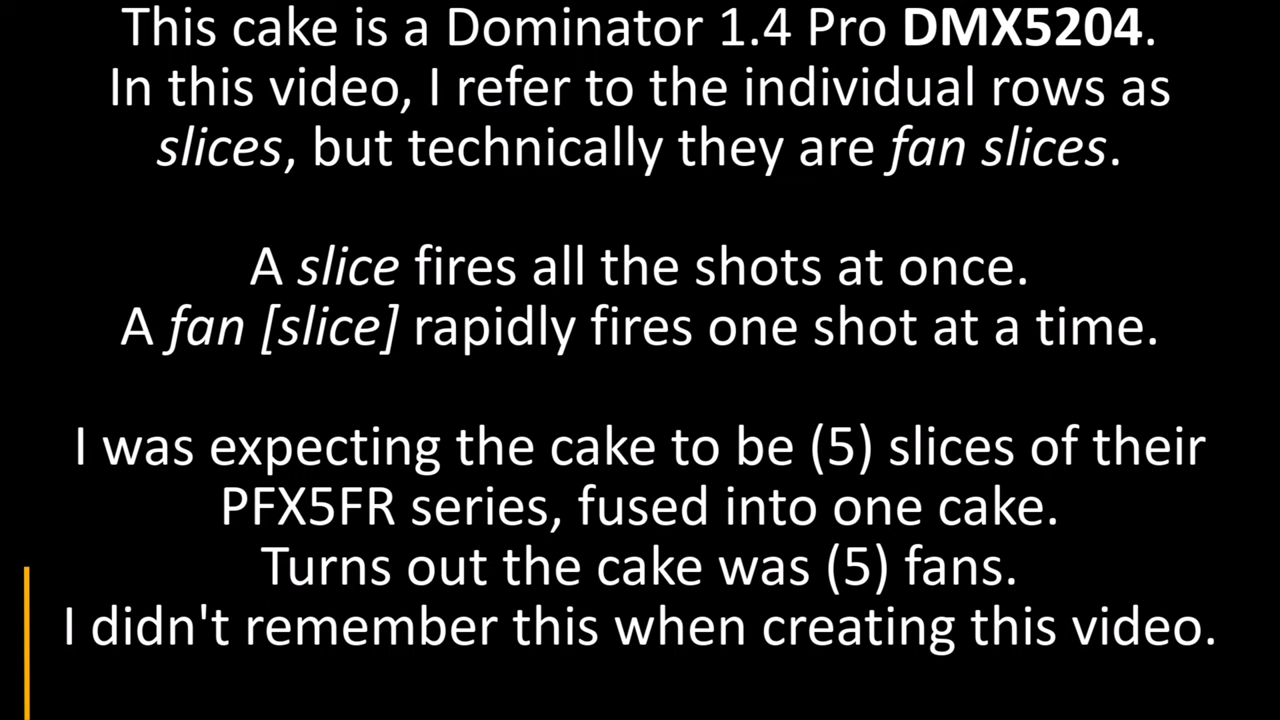 This cake is a Dominator 1.4 Pro DMX5204.
In this video, I refer to the individual rows as
slices, but technically they are fan slices.
A slice fires all the shots at once.
A fan [slice] rapidly fires one shot at a time.
I was expecting the cake to be (5) slices of their
PFX5FR series, fused into one cake.
Turns out the cake was (5) fans.
I didn't remember this when creating this video.